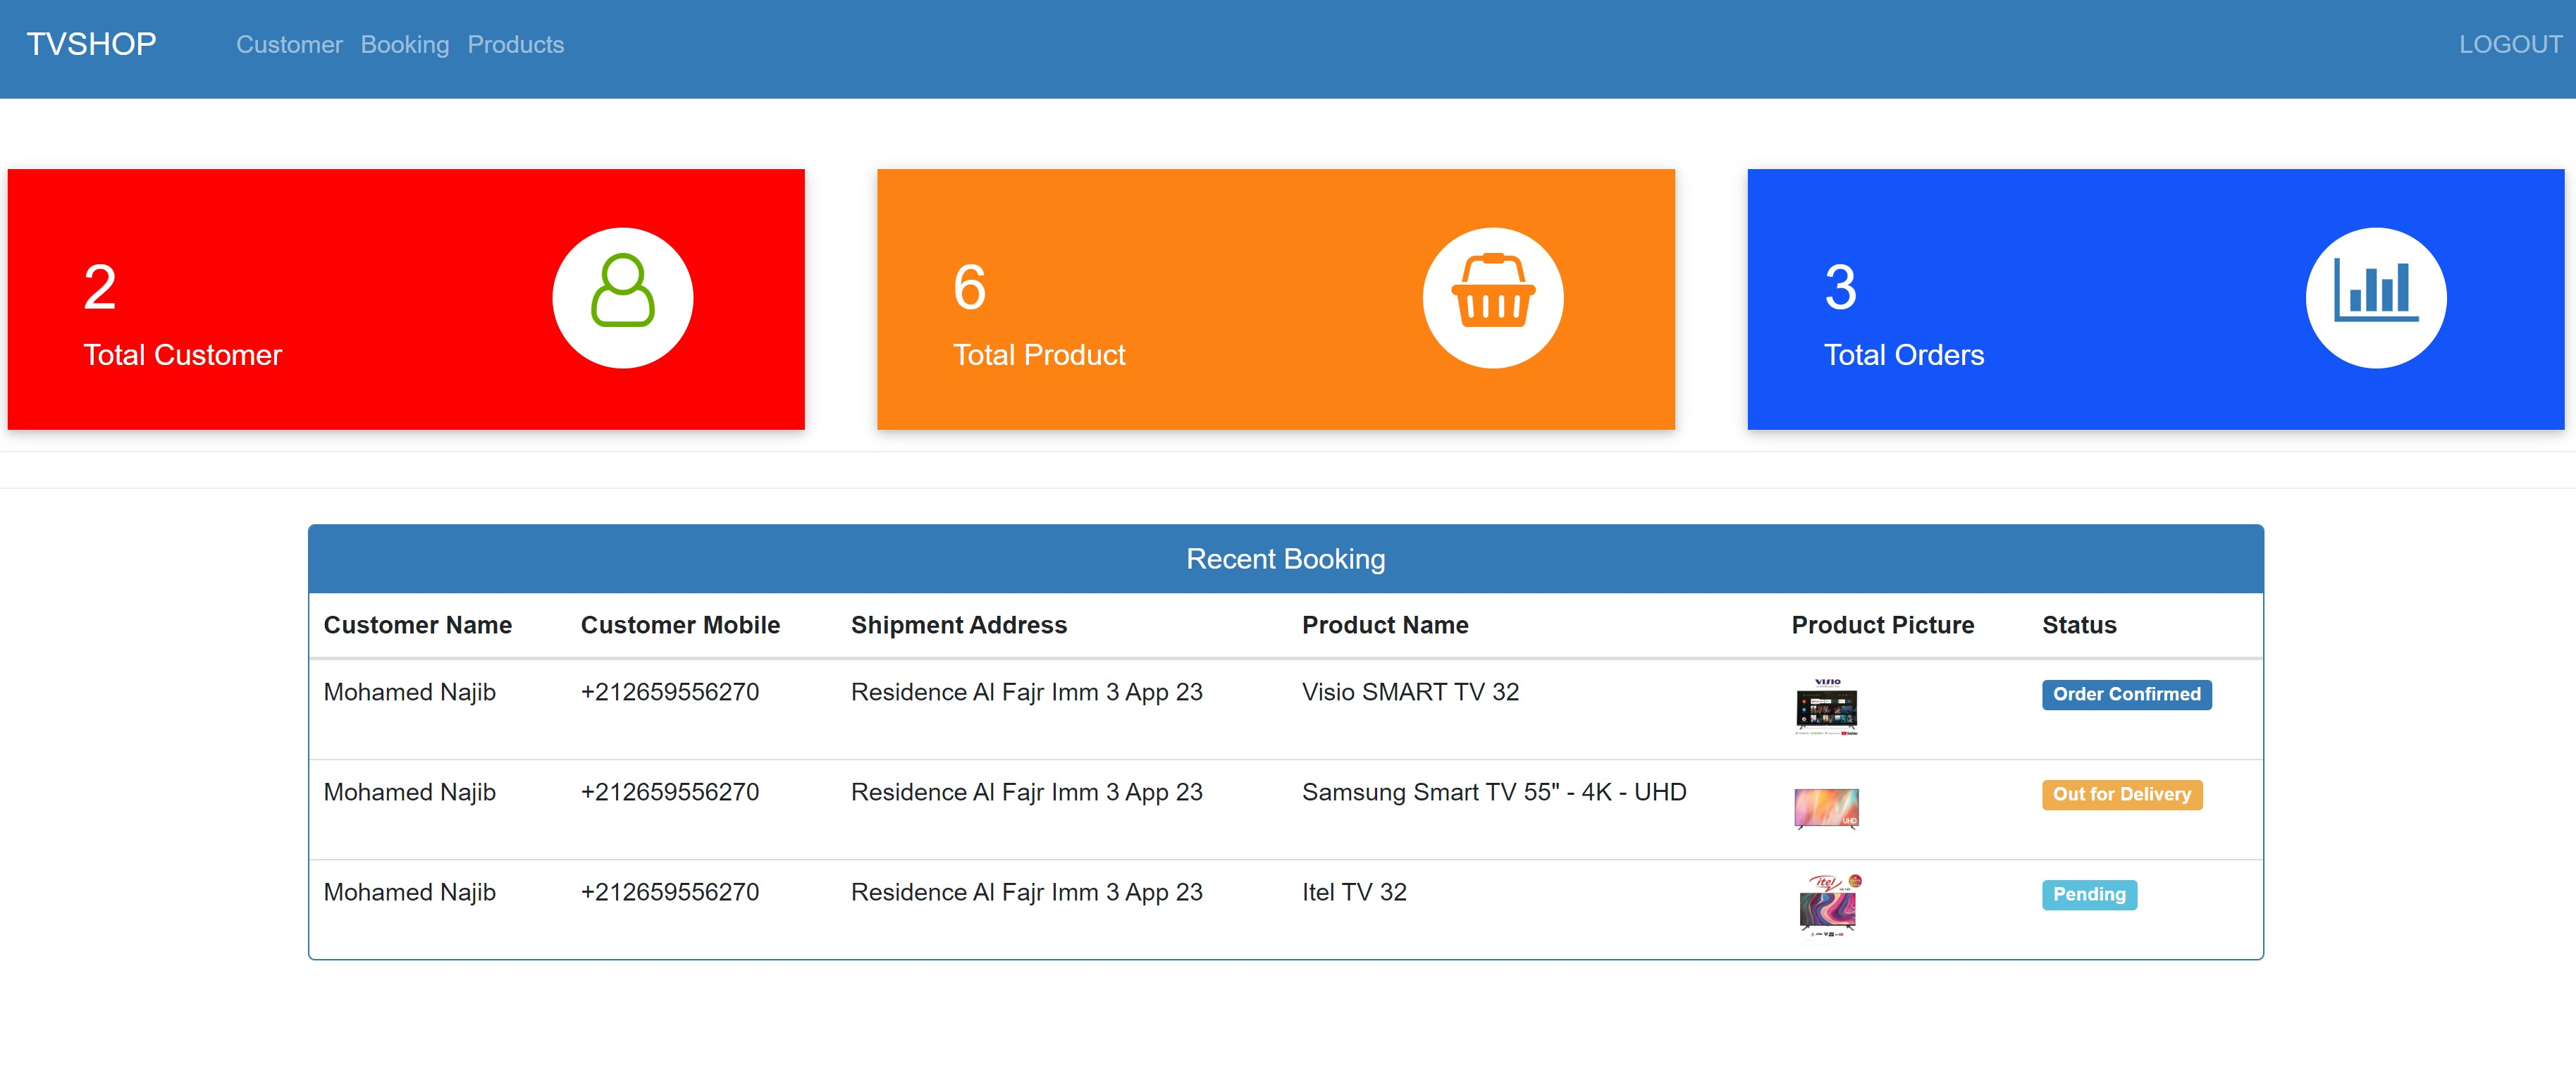 TVSHOP Customer Booking Products LOGOUT
2
Total Customer
6
Total Product
3
Total Orders
Recent Booking
Customer Name Customer Mobile Shipment Address Product Name Product Picture Status
Mohamed Najib +212659556270 Residence Al Fajr Imm 3 App 23 Visio SMART TV 32 VISIO Order Confirmed
Mohamed Najib +212659556270 Residence Al Fajr Imm 3 App 23 Samsung Smart TV 55" - 4K - UHD UHD Out for Delivery
Mohamed Najib +212659556270 Residence Al Fajr Imm 3 App 23 Itel TV 32 itel Pending